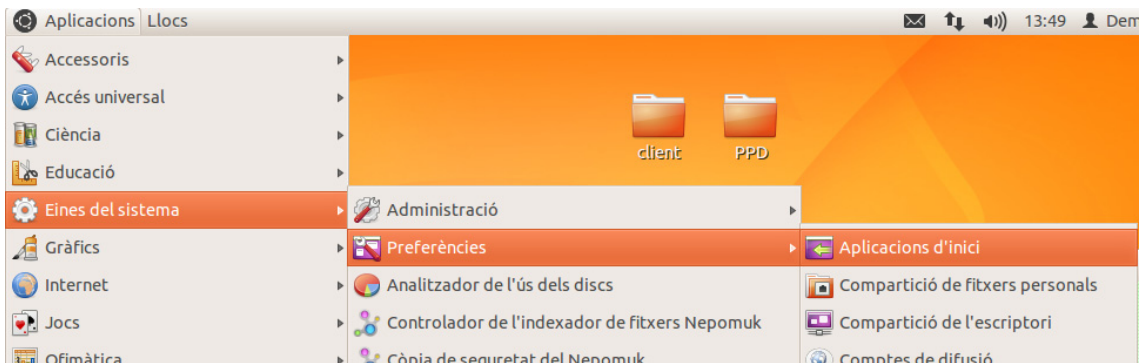 Aplicacions Llocs 13:49 Dem
Accessoris
Accés universal
Ciència
client PPD
Educació
Eines del sistema Administració
Gràfics Preferències Aplicacions d'inici
Internet Analitzador de l'ús dels discs Compartició de fitxers personals
Jocs Controlador de l'indexador de fitxers Nepomuk Compartició de l'escriptori
Ofimàtica Còpia de seguretat del Nepomuk Comptes de difusió